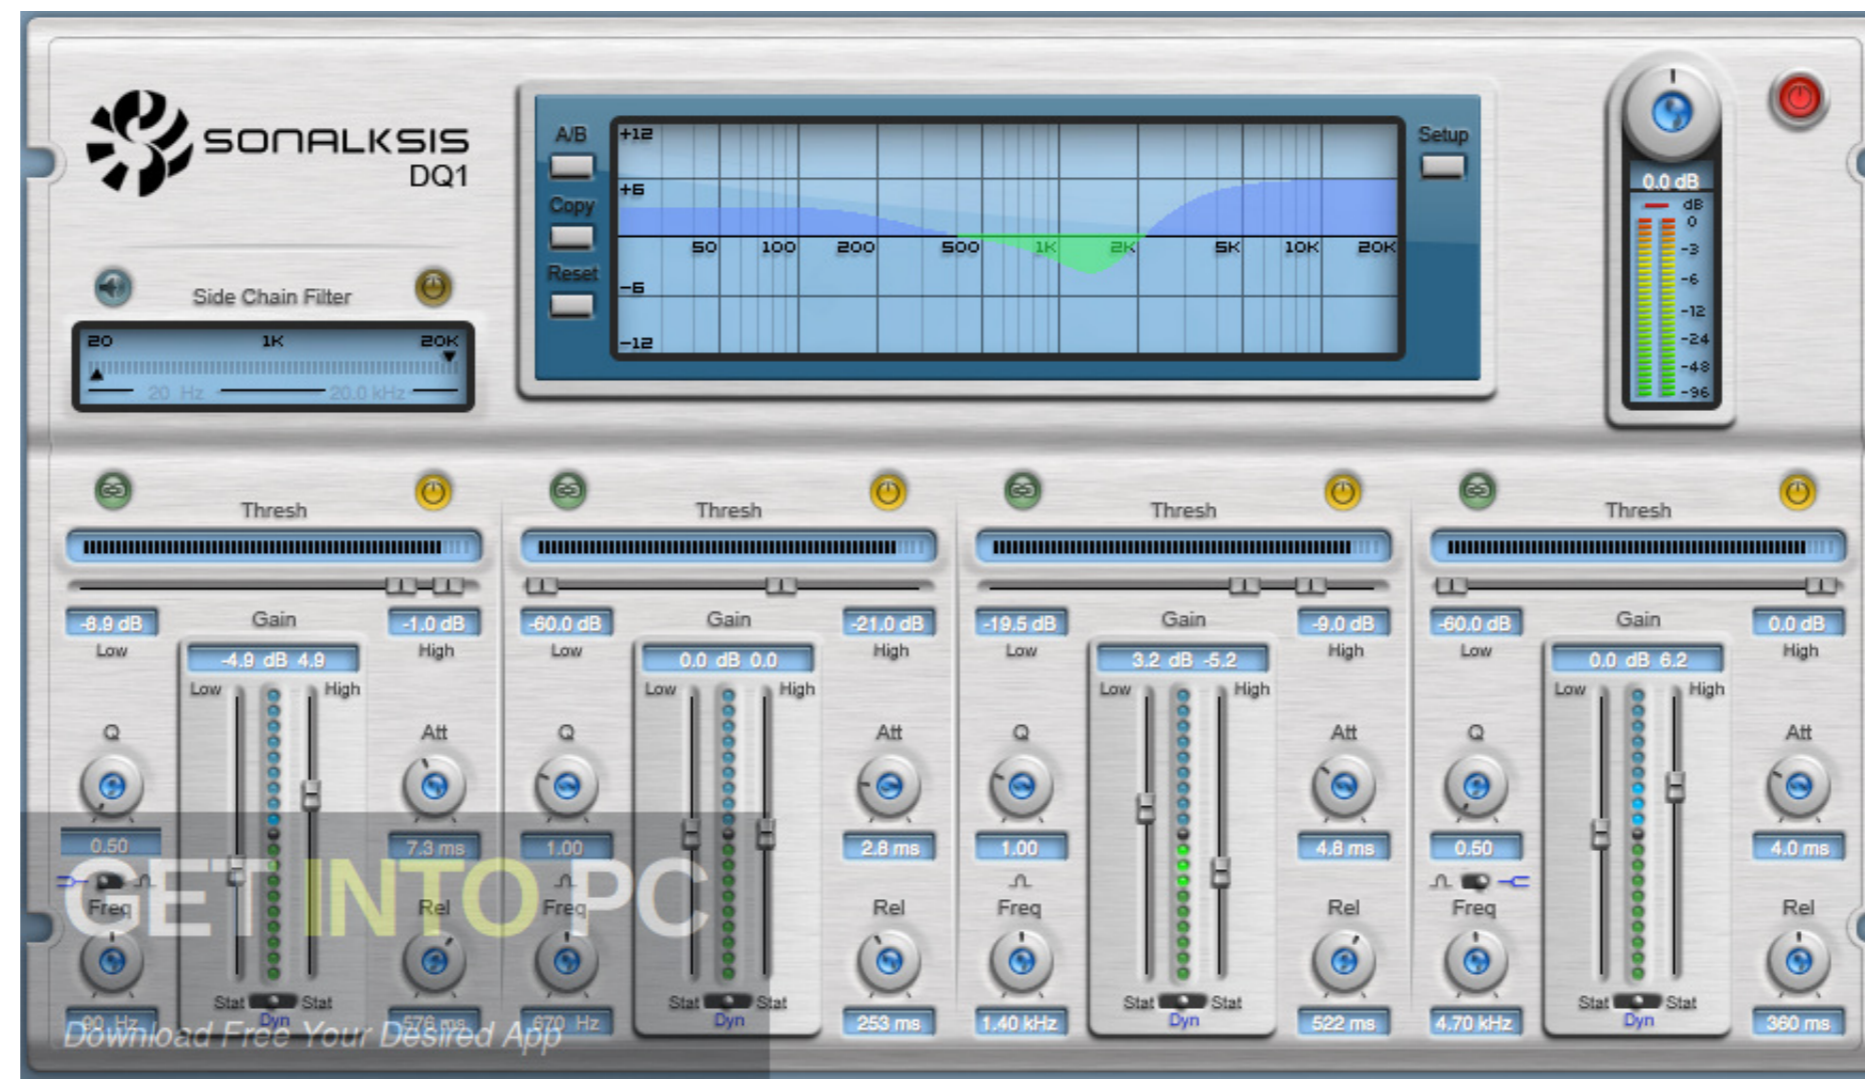 SONALKSIS
DQ1
A/B
Copy
Reset
Setup
+12
+6
-6
-12
50 100 200 500 1K 2K 5K 10K 20K
0.0 dB
dB
0
-3
-6
-12
-24
-48
-96
Side Chain Filter
20 1K 20K
20 Hz 20.0 kHz
Thresh Thresh Thresh Thresh
-8.9 dB Gain -1.0 dB -60.0 dB Gain -21.0 dB -19.5 dB Gain -9.0 dB -60.0 dB Gain 0.0 dB
Low High Low High Low High Low High
-4.9 dB 4.9 0.0 dB 0.0 3.2 dB -5.2 0.0 dB 6.2
Low High Low High Low High Low High
Q Att Q Att Q Att Q Att
0.50 7.3 ms 1.00 2.8 ms 1.00 4.8 ms 0.50 4.0 ms
GET INTO PC
Freq Rel Freq Rel Freq Rel Freq Rel
Stat Stat Stat Stat Stat Stat Stat Stat
90 Hz Dyn 576 ms 670 Hz Dyn 253 ms 1.40 kHz Dyn 522 ms 4.70 kHz Dyn 360 ms
Download Free Your Desired App